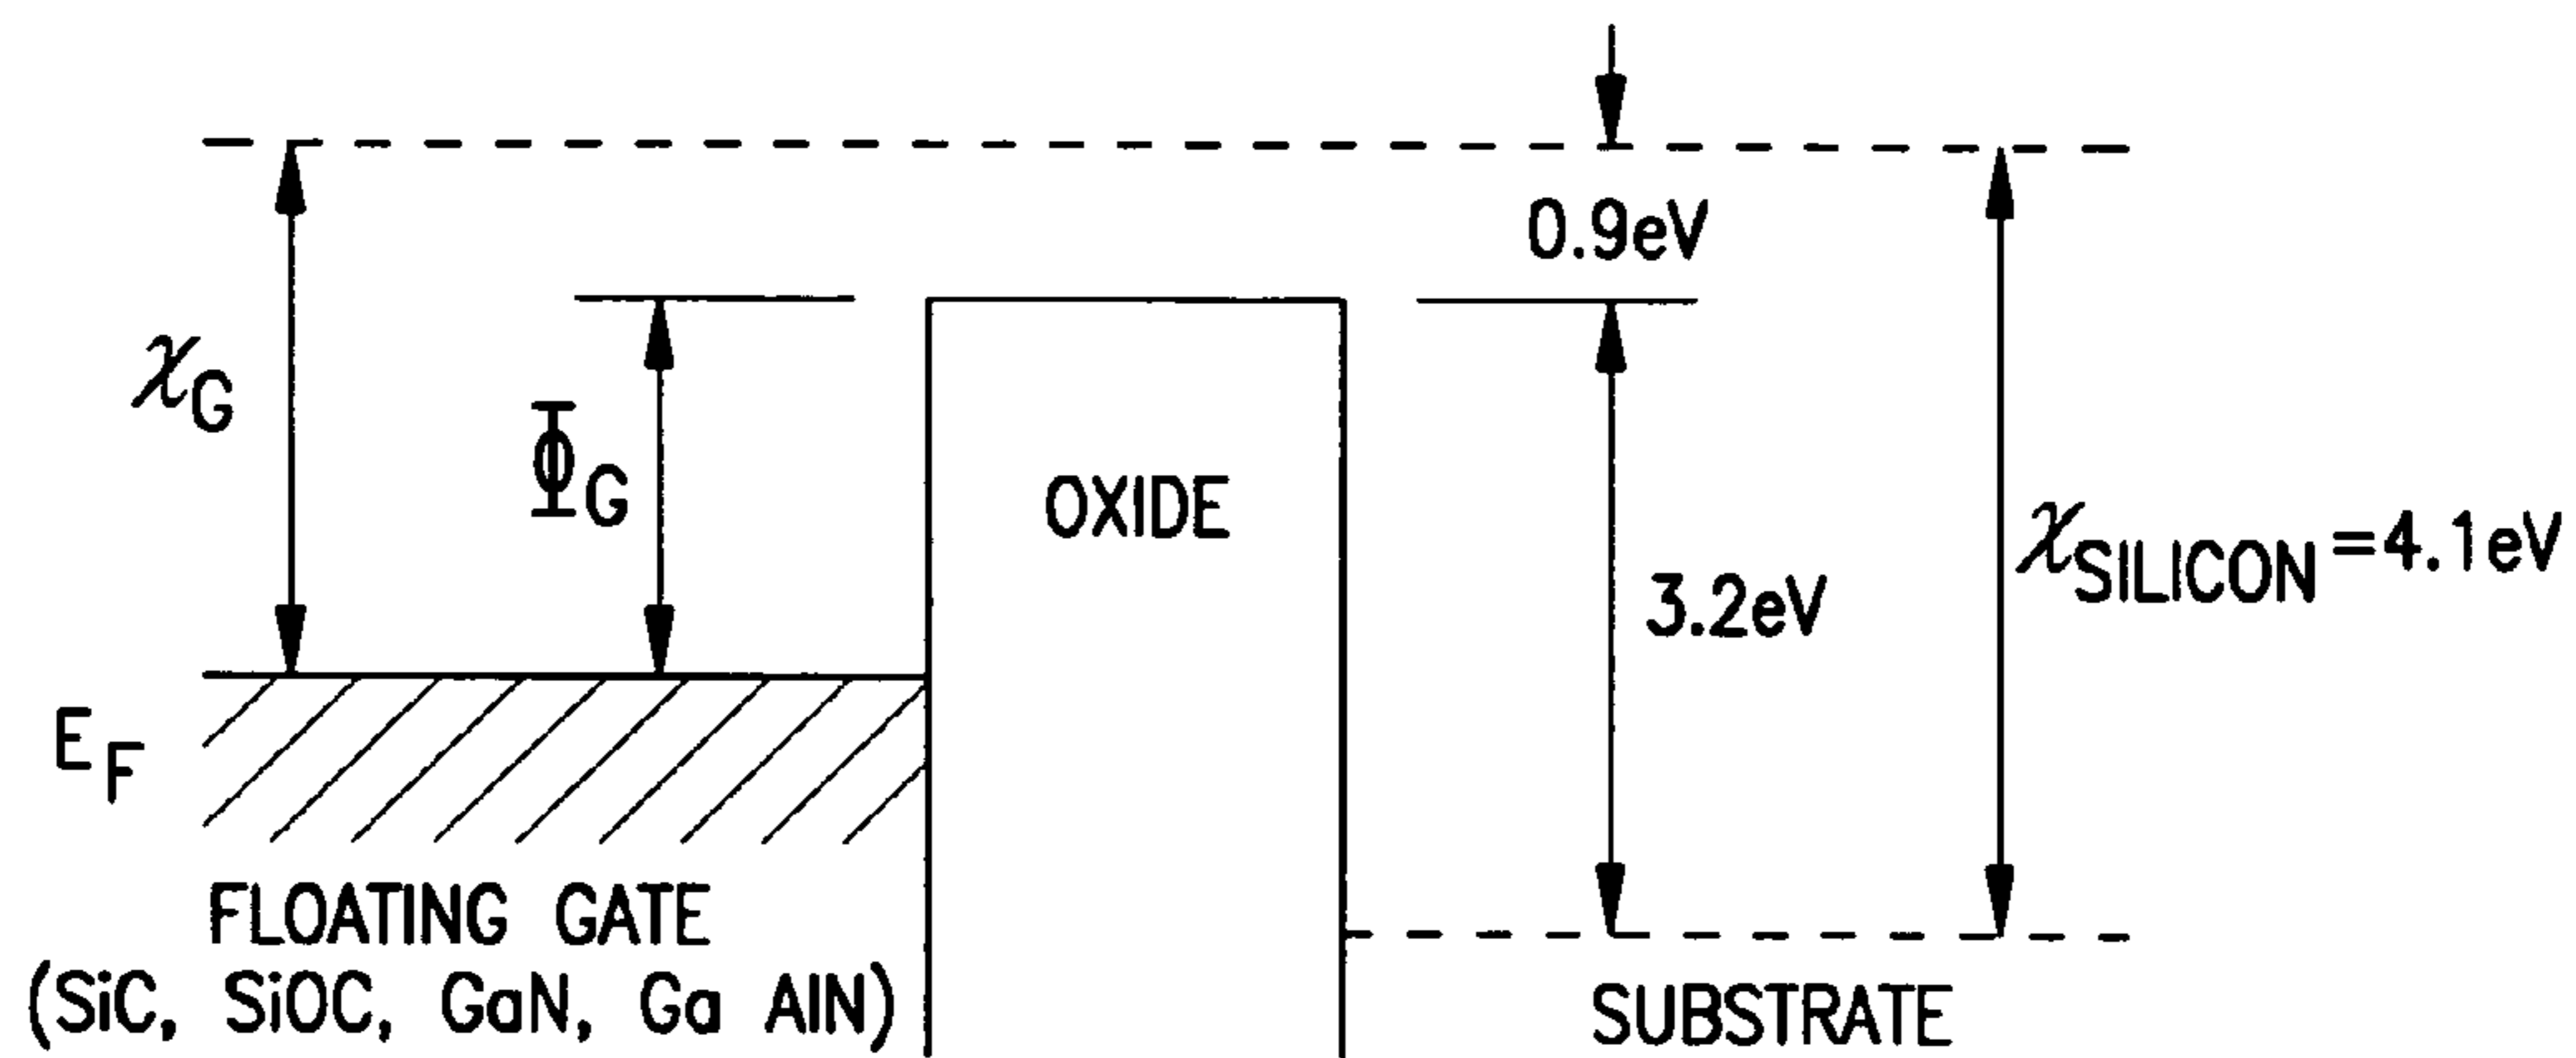 0.9eV
χG
ΦG
OXIDE
χSILICON=4.1eV
3.2eV
EF
FLOATING GATE
(SiC, SiOC, GaN, Ga AlN)
SUBSTRATE